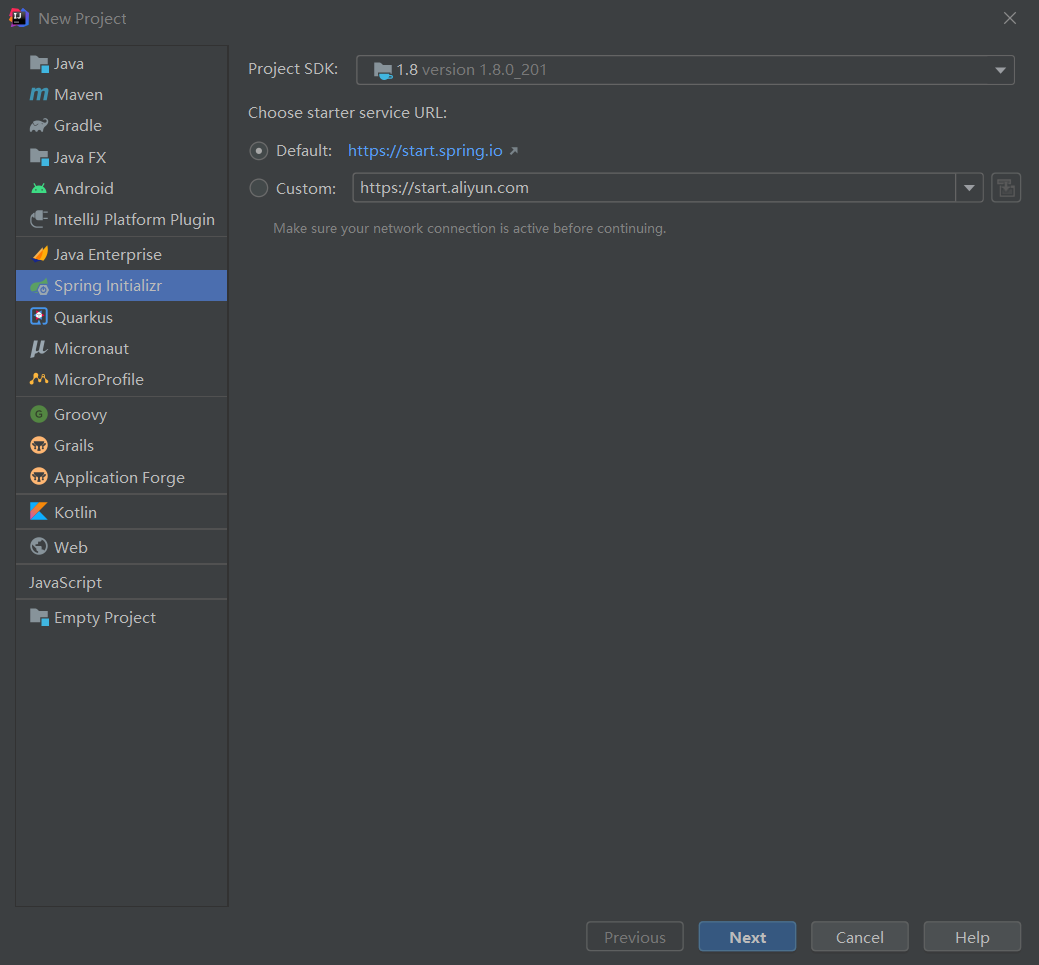 New Project
Java
Maven
Gradle
Java FX
Android
IntelliJ Platform Plugin
Java Enterprise
Spring Initializr
Quarkus
Micronaut
MicroProfile
Groovy
Grails
Application Forge
Kotlin
Web
JavaScript
Empty Project
Project SDK: 1.8 version 1.8.0_201
Choose starter service URL:
Default: https://start.spring.io
Custom: https://start.aliyun.com
Make sure your network connection is active before continuing.
Previous Next Cancel Help